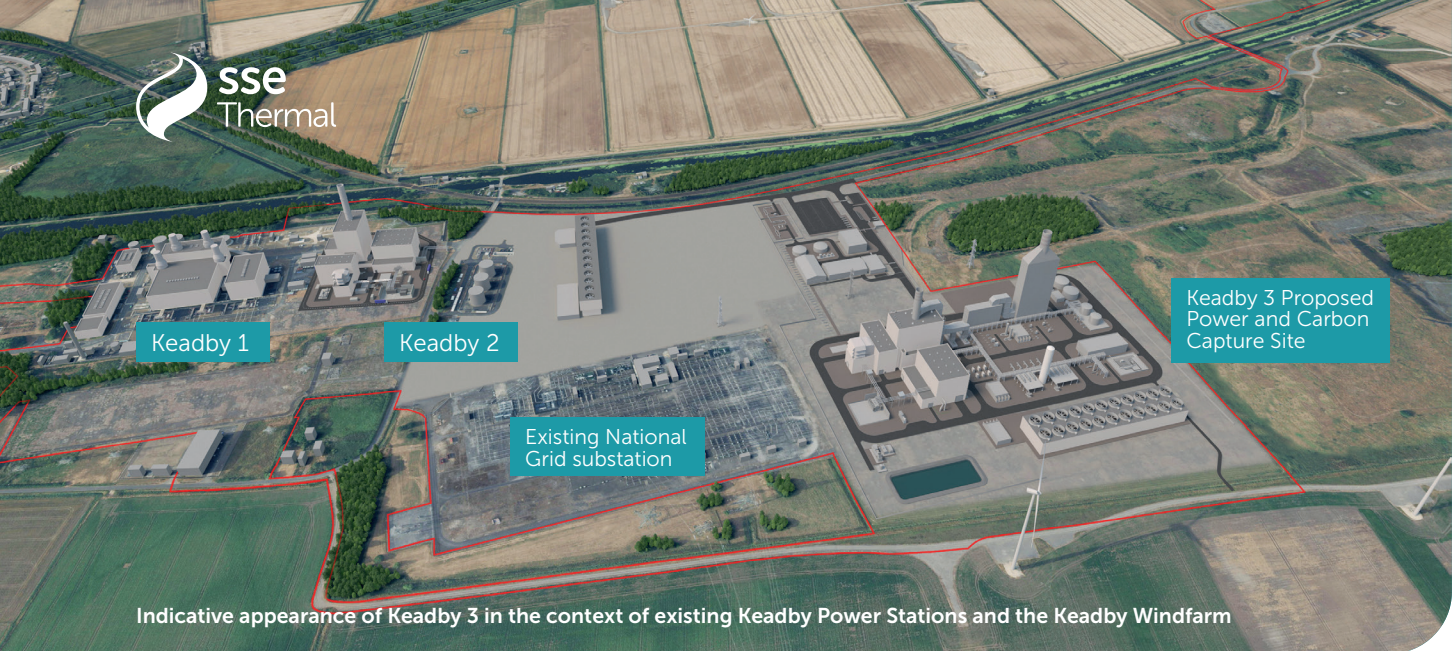 sse
Thermal
Keadby 1
Keadby 2
Keadby 3 Proposed
Power and Carbon
Capture Site
Existing National
Grid substation
Indicative appearance of Keadby 3 in the context of existing Keadby Power Stations and the Keadby Windfarm